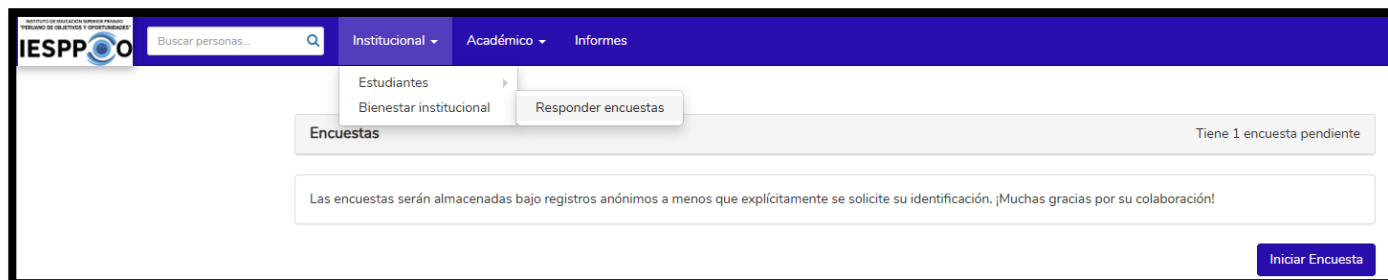 INSTITUTO DE EDUCACIÓN SUPERIOR PRIVADO
"PERUANO DE OBJETIVOS Y OPORTUNIDADES"
IESPPOO
Buscar personas...
Institucional
Académico
Informes
Estudiantes
Bienestar institucional
Responder encuestas
Encuestas
Tiene 1 encuesta pendiente
Las encuestas serán almacenadas bajo registros anónimos a menos que explícitamente se solicite su identificación. ¡Muchas gracias por su colaboración!
Iniciar Encuesta